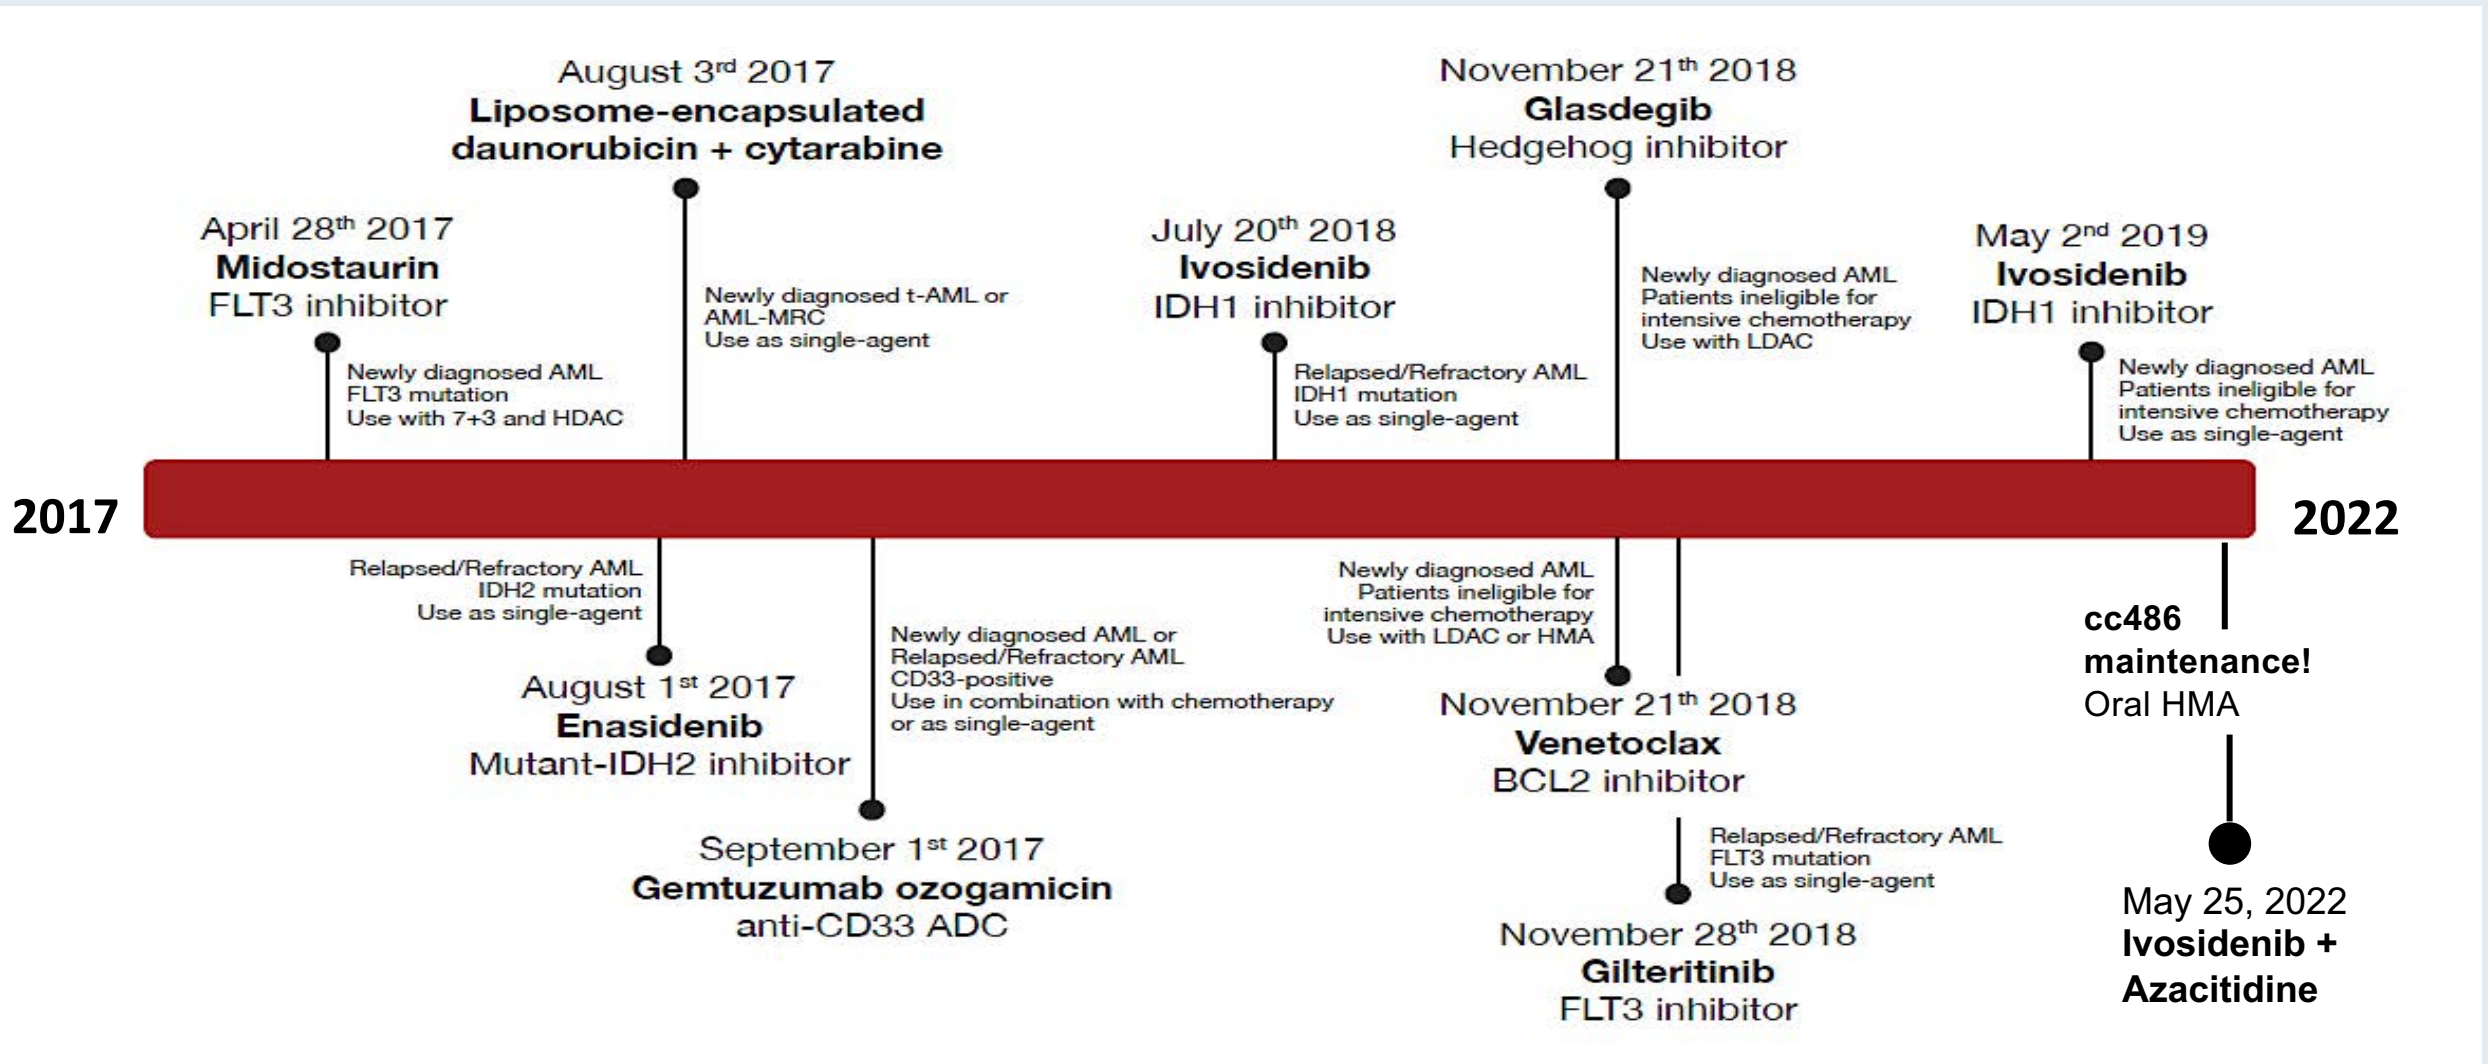 August 3rd 2017
Liposome-encapsulated
daunorubicin + cytarabine
November 21th 2018
Glasdegib
Hedgehog inhibitor
April 28th 2017
Midostaurin
FLT3 inhibitor
July 20th 2018
Ivosidenib
IDH1 inhibitor
May 2nd 2019
Ivosidenib
IDH1 inhibitor
Newly diagnosed AML
FLT3 mutation
Use with 7+3 and HDAC
Newly diagnosed t-AML or
AML-MRC
Use as single-agent
Relapsed/Refractory AML
IDH1 mutation
Use as single-agent
Newly diagnosed AML
Patients ineligible for
intensive chemotherapy
Use with LDAC
Newly diagnosed AML
Patients ineligible for
intensive chemotherapy
Use as single-agent
2017
2022
Relapsed/Refractory AML
IDH2 mutation
Use as single-agent
August 1st 2017
Enasidenib
Mutant-IDH2 inhibitor
Newly diagnosed AML or
Relapsed/Refractory AML
CD33-positive
Use in combination with chemotherapy
or as single-agent
September 1st 2017
Gemtuzumab ozogamicin
anti-CD33 ADC
Newly diagnosed AML
Patients ineligible for
intensive chemotherapy
Use with LDAC or HMA
November 21th 2018
Venetoclax
BCL2 inhibitor
Relapsed/Refractory AML
FLT3 mutation
Use as single-agent
November 28th 2018
Gilteritinib
FLT3 inhibitor
cc486
maintenance!
Oral HMA
May 25, 2022
Ivosidenib +
Azacitidine